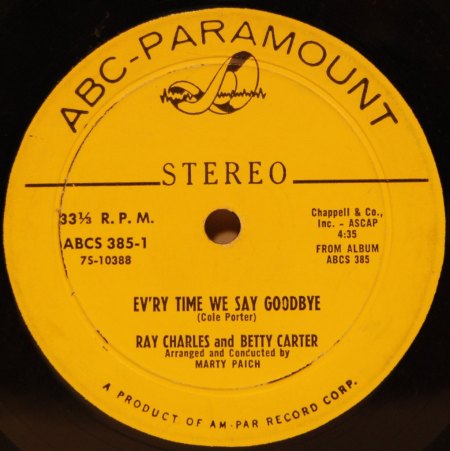 ABC-PARAMOUNT
STEREO
33⅓ R. P. M.
ABCS 385-1
7S-10388
Chappell & Co.,
Inc. - ASCAP
4:35
FROM ALBUM
ABCS 385
EV'RY TIME WE SAY GOODBYE
(Cole Porter)
RAY CHARLES and BETTY CARTER
Arranged and Conducted by
MARTY PAICH
A PRODUCT OF AM-PAR RECORD CORP.